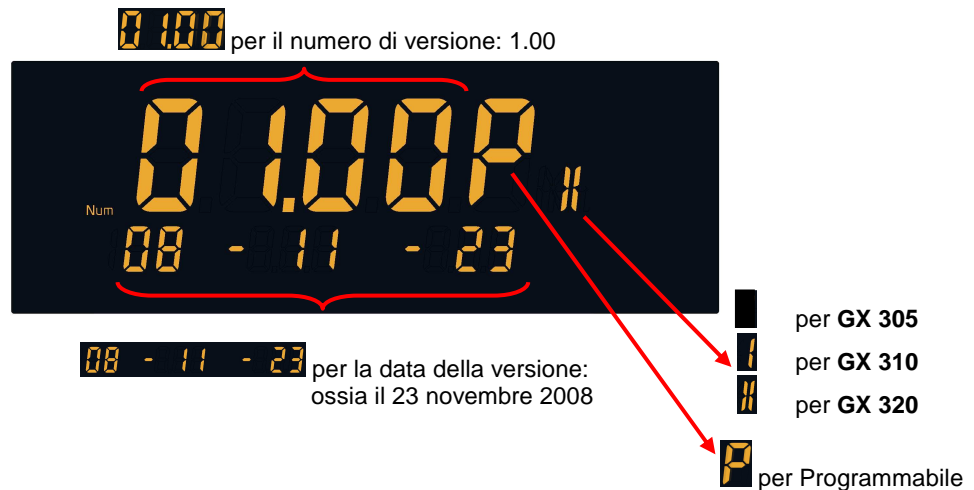 01.00 per il numero di versione: 1.00
01.00P
Num
08 - 11 - 23
per GX 305
08 - 11 - 23 per la data della versione:
ossia il 23 novembre 2008
per GX 310
per GX 320
P per Programmabile